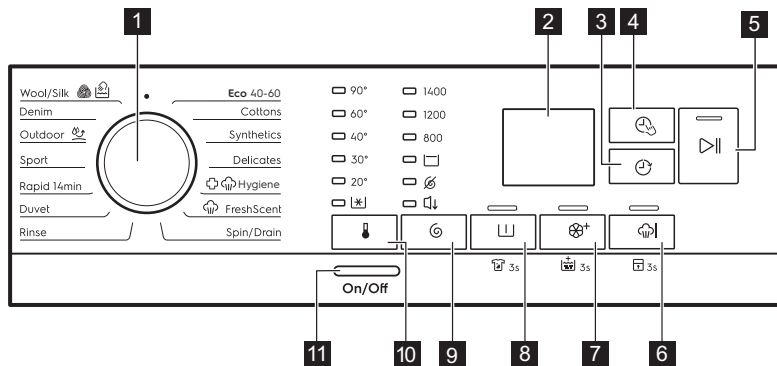 1
2
3
4
5
Wool/Silk
Denim
Outdoor
Sport
Rapid 14min
Duvet
Rinse
Eco 40-60
Cottons
Synthetics
Delicates
Hygiene
FreshScent
Spin/Drain
90° 1400
60° 1200
40° 800
30°
20°
3s 3s 3s
On/Off
11
10
9
8
7
6